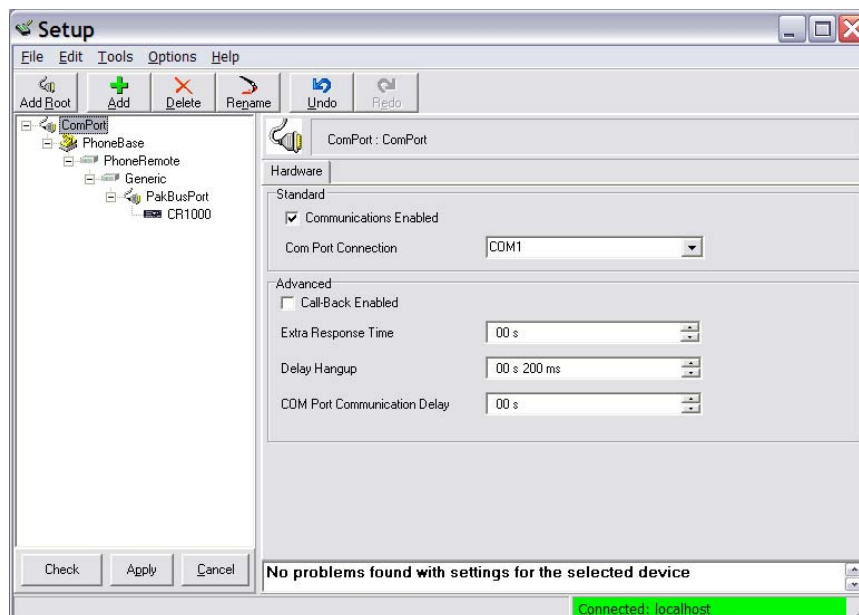 Setup
File Edit Tools Options Help
Add Root Add Delete Rename Undo Redo
ComPort
PhoneBase
PhoneRemote
Generic
PakBusPort
CR1000
ComPort : ComPort
Hardware
Standard
Communications Enabled
Com Port Connection COM1
Advanced
Call-Back Enabled
Extra Response Time 00 s
Delay Hangup 00 s 200 ms
COM Port Communication Delay 00 s
Check Apply Cancel
No problems found with settings for the selected device
Connected: localhost